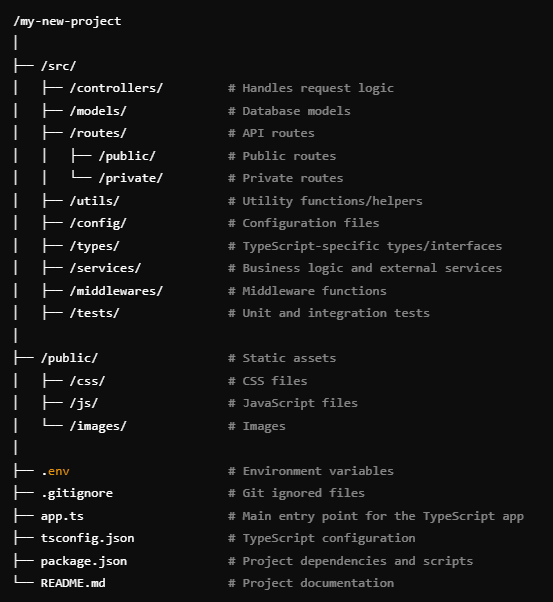 /my-new-project
│
├── /src/
│   ├── /controllers/         # Handles request logic
│   ├── /models/              # Database models
│   ├── /routes/              # API routes
│   │   ├── /public/          # Public routes
│   │   └── /private/         # Private routes
│   ├── /utils/               # Utility functions/helpers
│   ├── /config/              # Configuration files
│   ├── /types/               # TypeScript-specific types/interfaces
│   ├── /services/            # Business logic and external services
│   ├── /middlewares/         # Middleware functions
│   ├── /tests/               # Unit and integration tests
│
├── /public/                  # Static assets
│   ├── /css/                 # CSS files
│   ├── /js/                  # JavaScript files
│   └── /images/              # Images
│
├── .env                      # Environment variables
├── .gitignore                # Git ignored files
├── app.ts                    # Main entry point for the TypeScript app
├── tsconfig.json             # TypeScript configuration
├── package.json              # Project dependencies and scripts
└── README.md                 # Project documentation